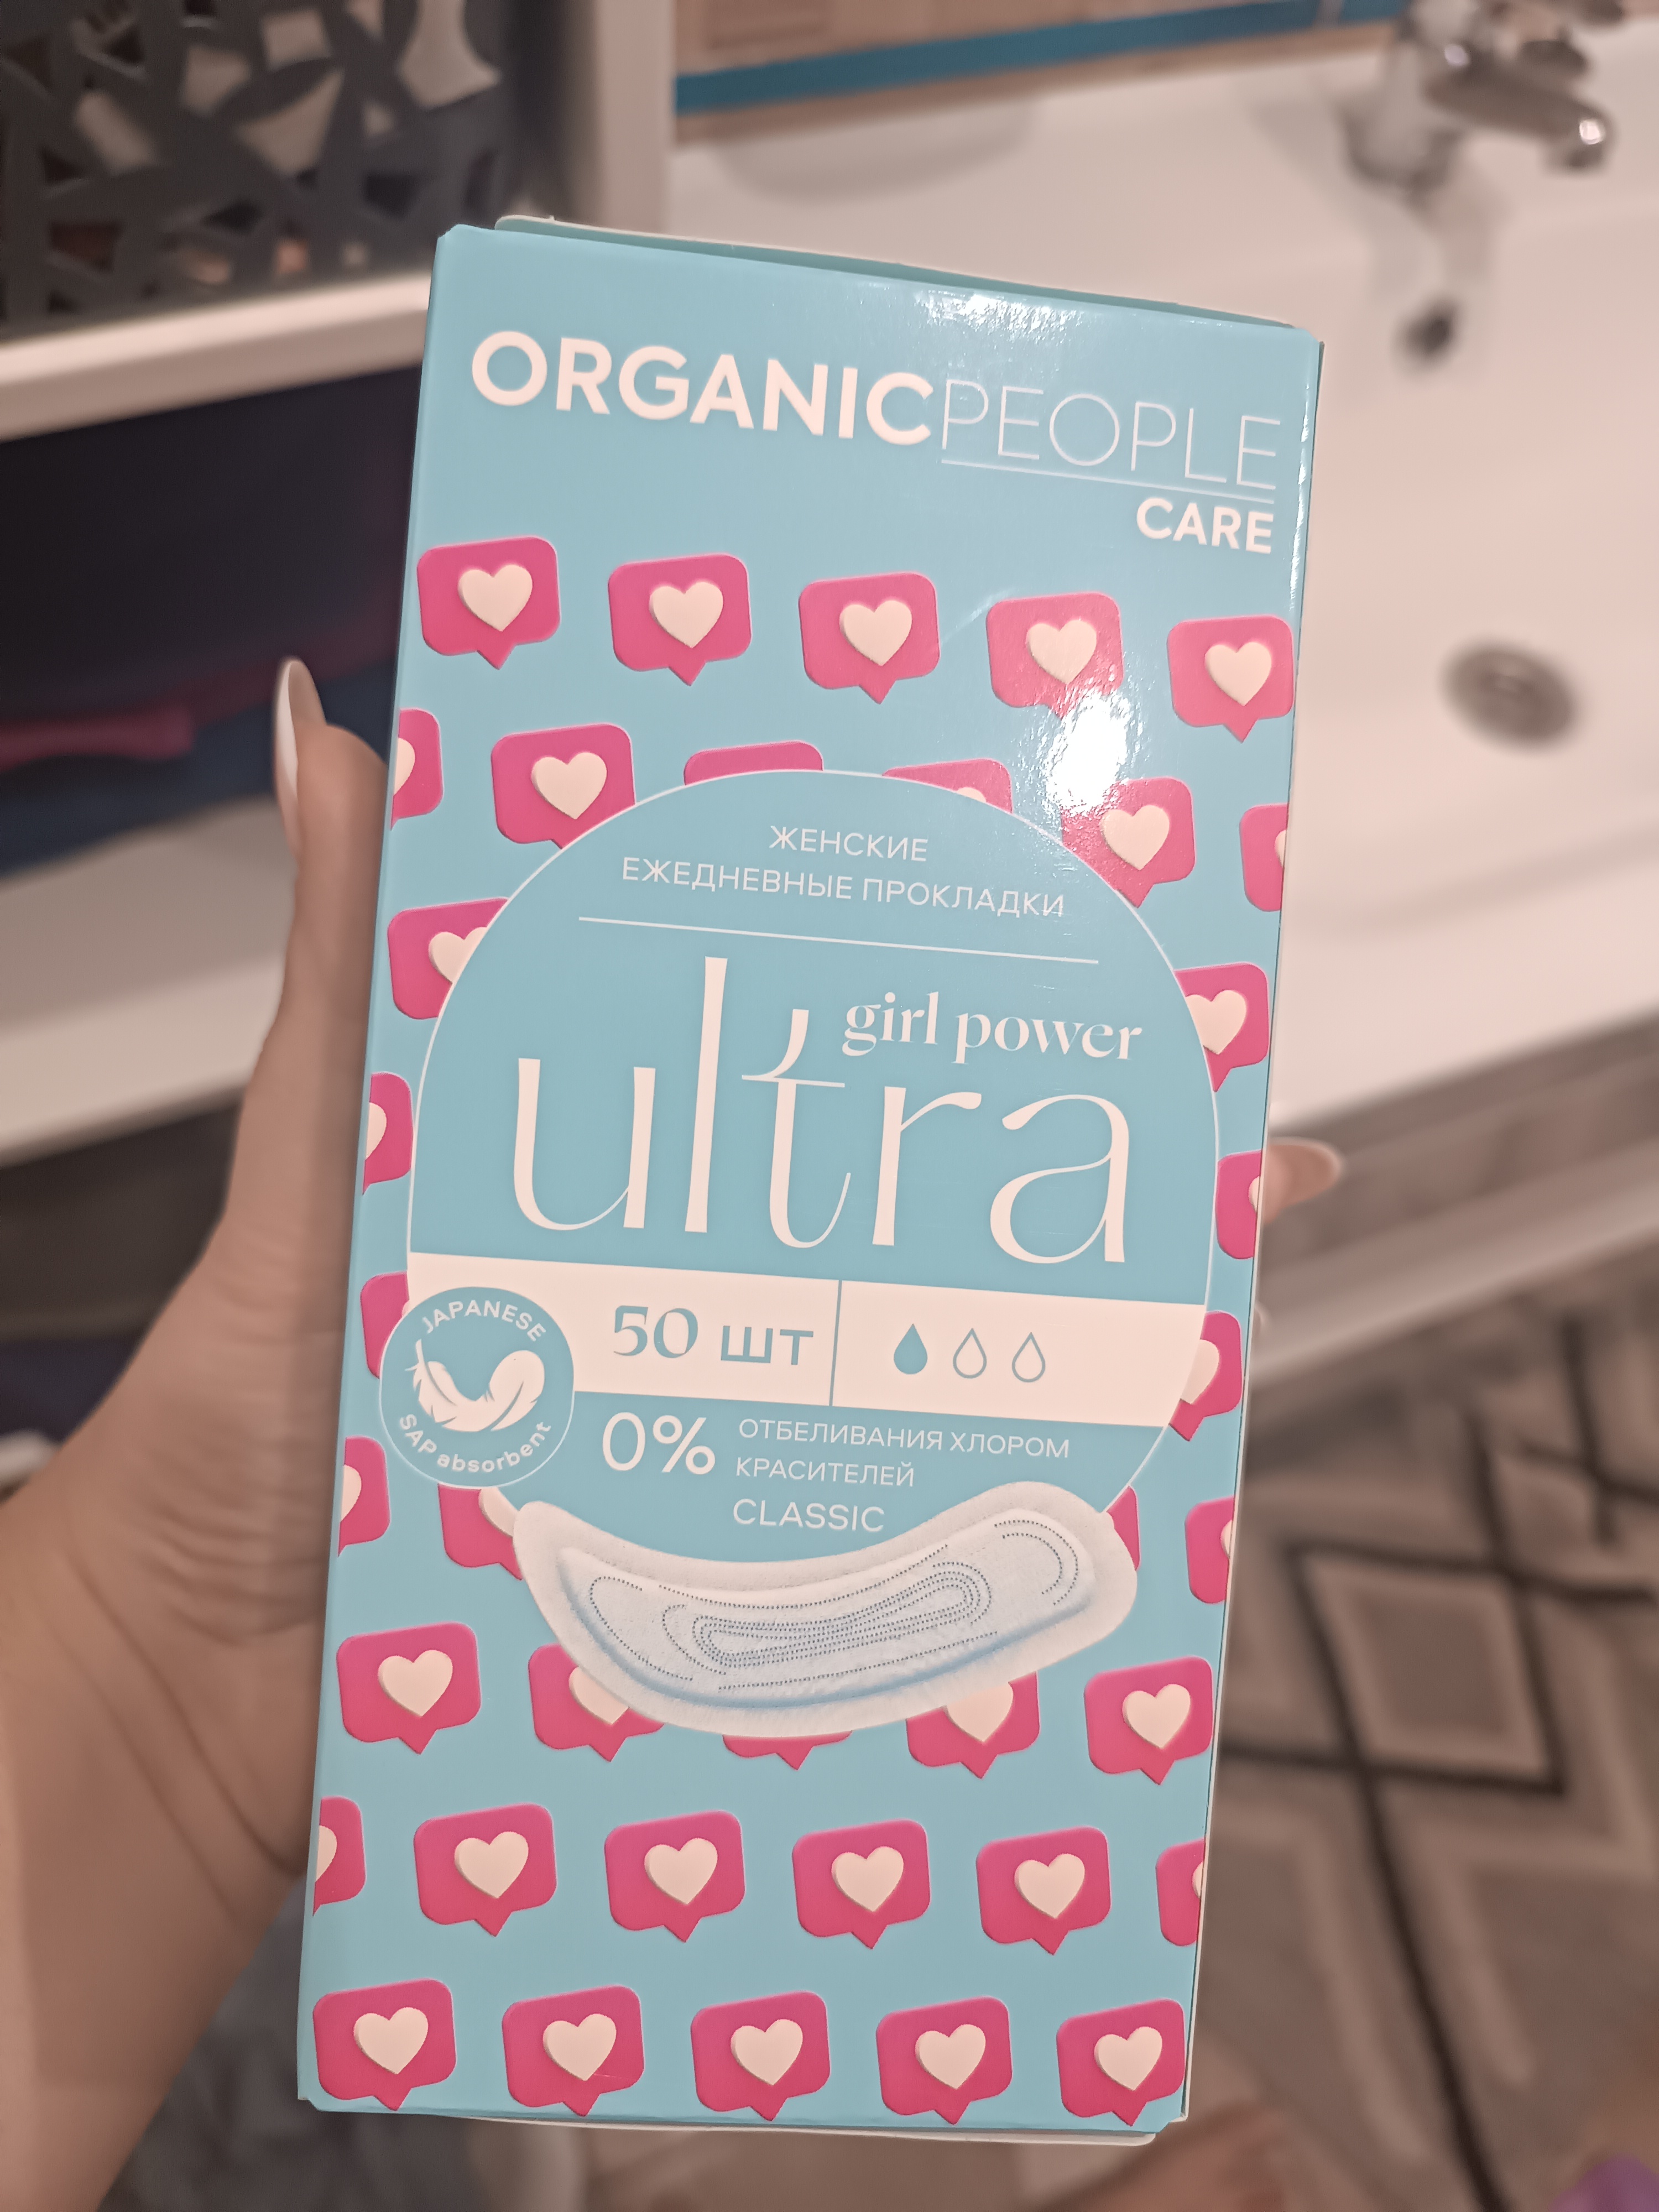 ORGANICPEOPLE
CARE
ЖЕНСКИЕ
ЕЖЕДНЕВНЫЕ ПРОКЛАДКИ
girl power
ultra
JAPANESE
SAP absorbent
50 ШТ
0% ОТБЕЛИВАНИЯ ХЛОРОМ
КРАСИТЕЛЕЙ
CLASSIC